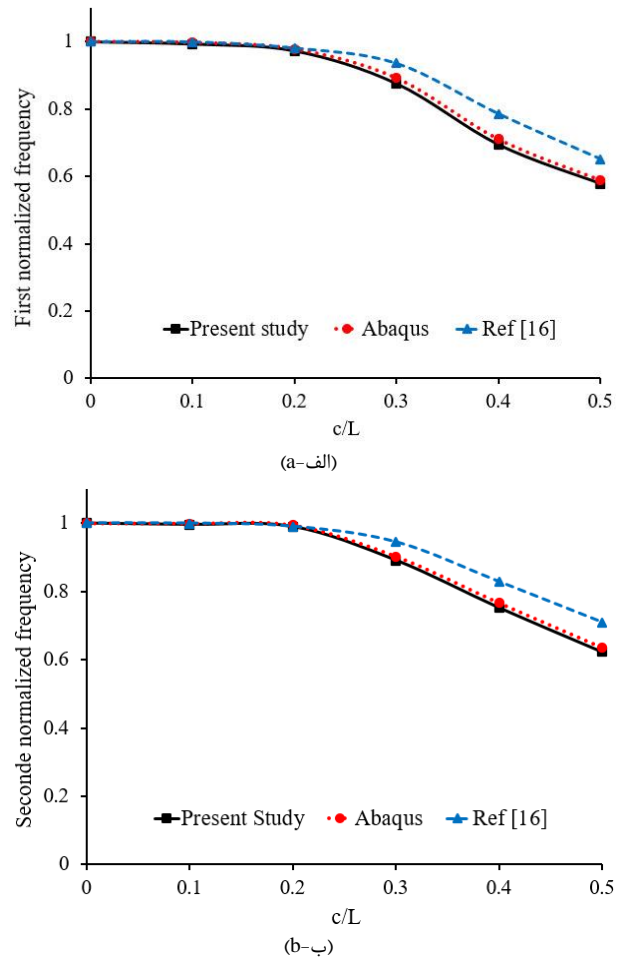 First normalized frequency
1
0.8
0.6
0.4
0.2
0
Present study
Abaqus
Ref [16]
0 0.1 0.2 0.3 0.4 0.5
c/L
(a-الف)
Seconde normalized frequency
1
0.8
0.6
0.4
0.2
0
Present Study
Abaqus
Ref [16]
0 0.1 0.2 0.3 0.4 0.5
c/L
(b-ب)